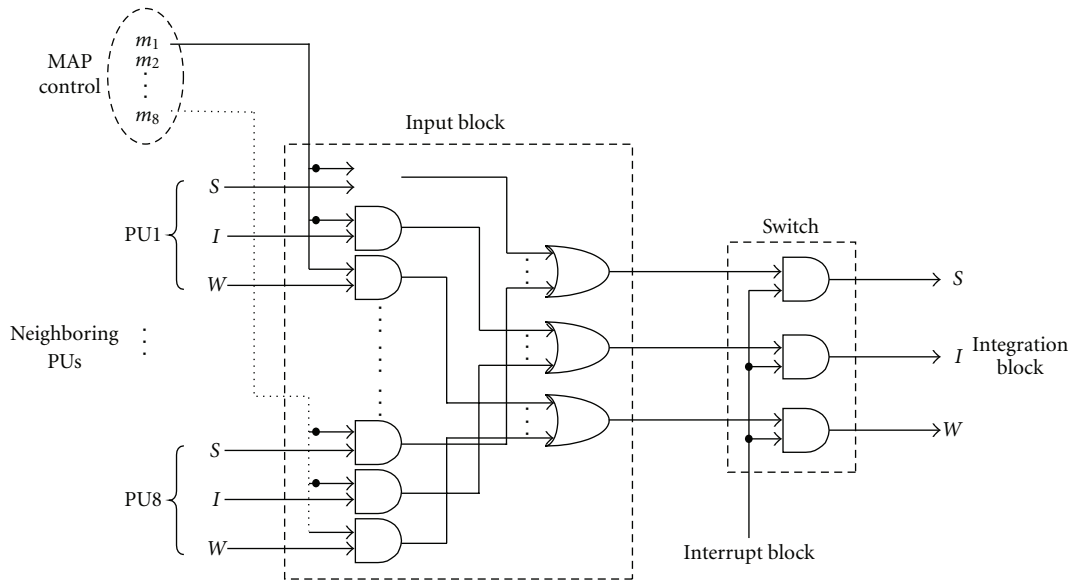 MAP
control
m1
m2
m8
Input block
PU1
S
I
W
Neighboring
PUs
PU8
S
I
W
Switch
S
I
W
Integration
block
Interrupt block